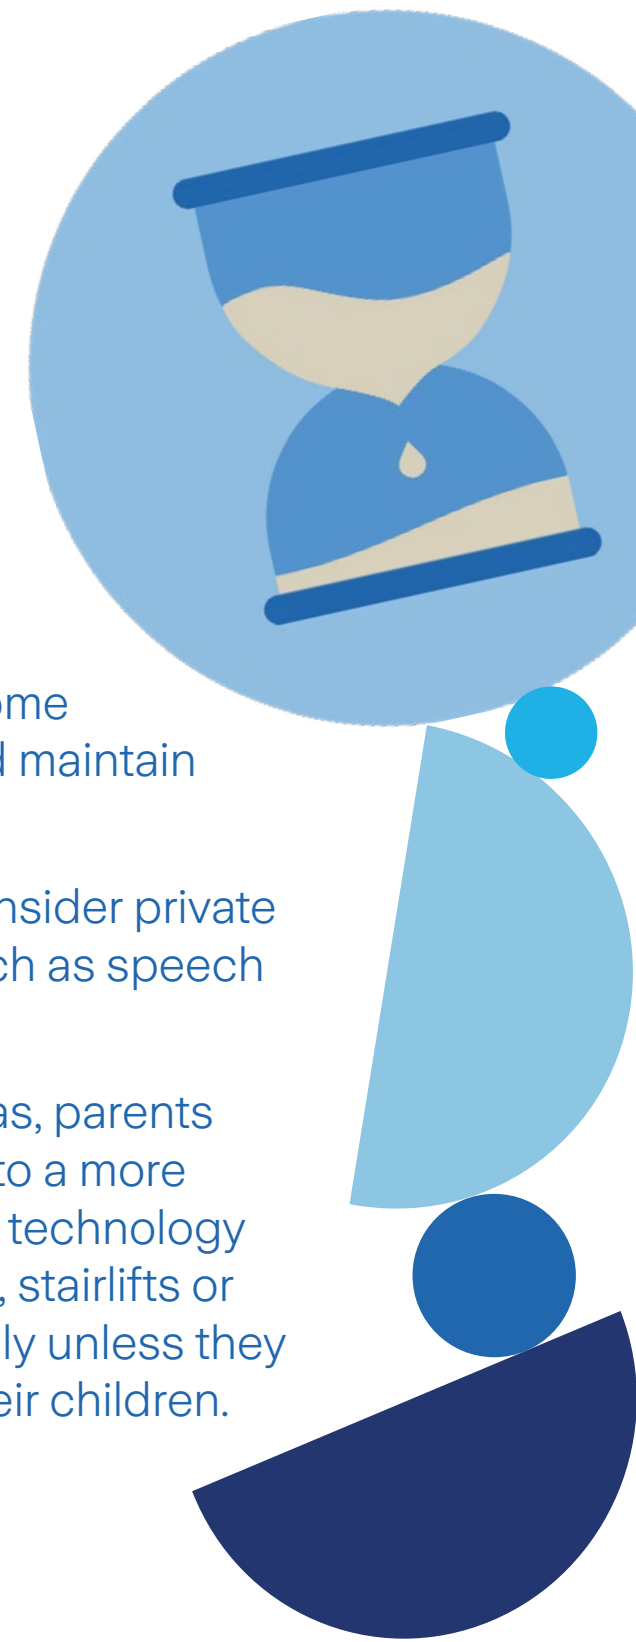 ome
d maintain
nsider private
ch as speech
as, parents
to a more
technology
, stairlifts or
ly unless they
eir children.